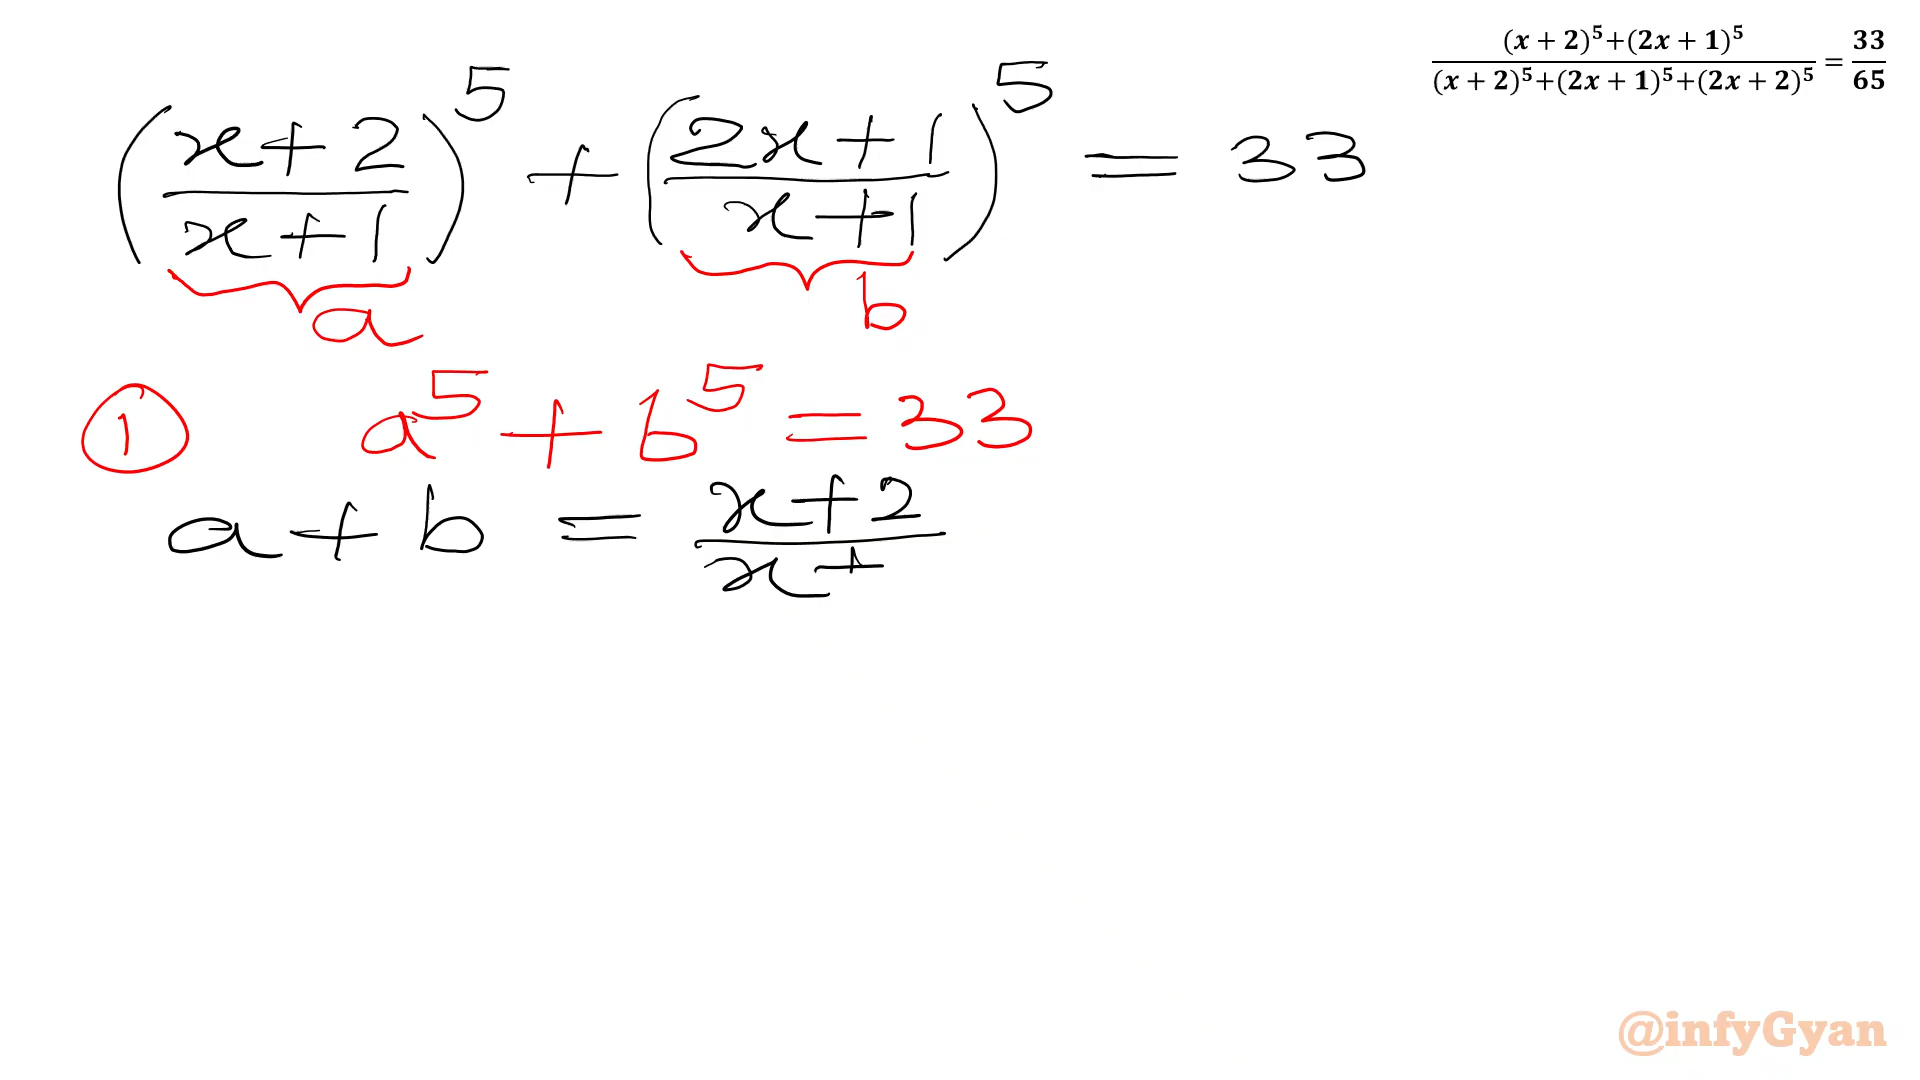 (x+2)^5+(2x+1)^5 / (x+2)^5+(2x+1)^5+(2x+2)^5 = 33/65
((x+2)/(x+1))^5 + ((2x+1)/(x+1))^5 = 33
a b
① a^5 + b^5 = 33
a + b = (x+2)/(x+
@infyGyan